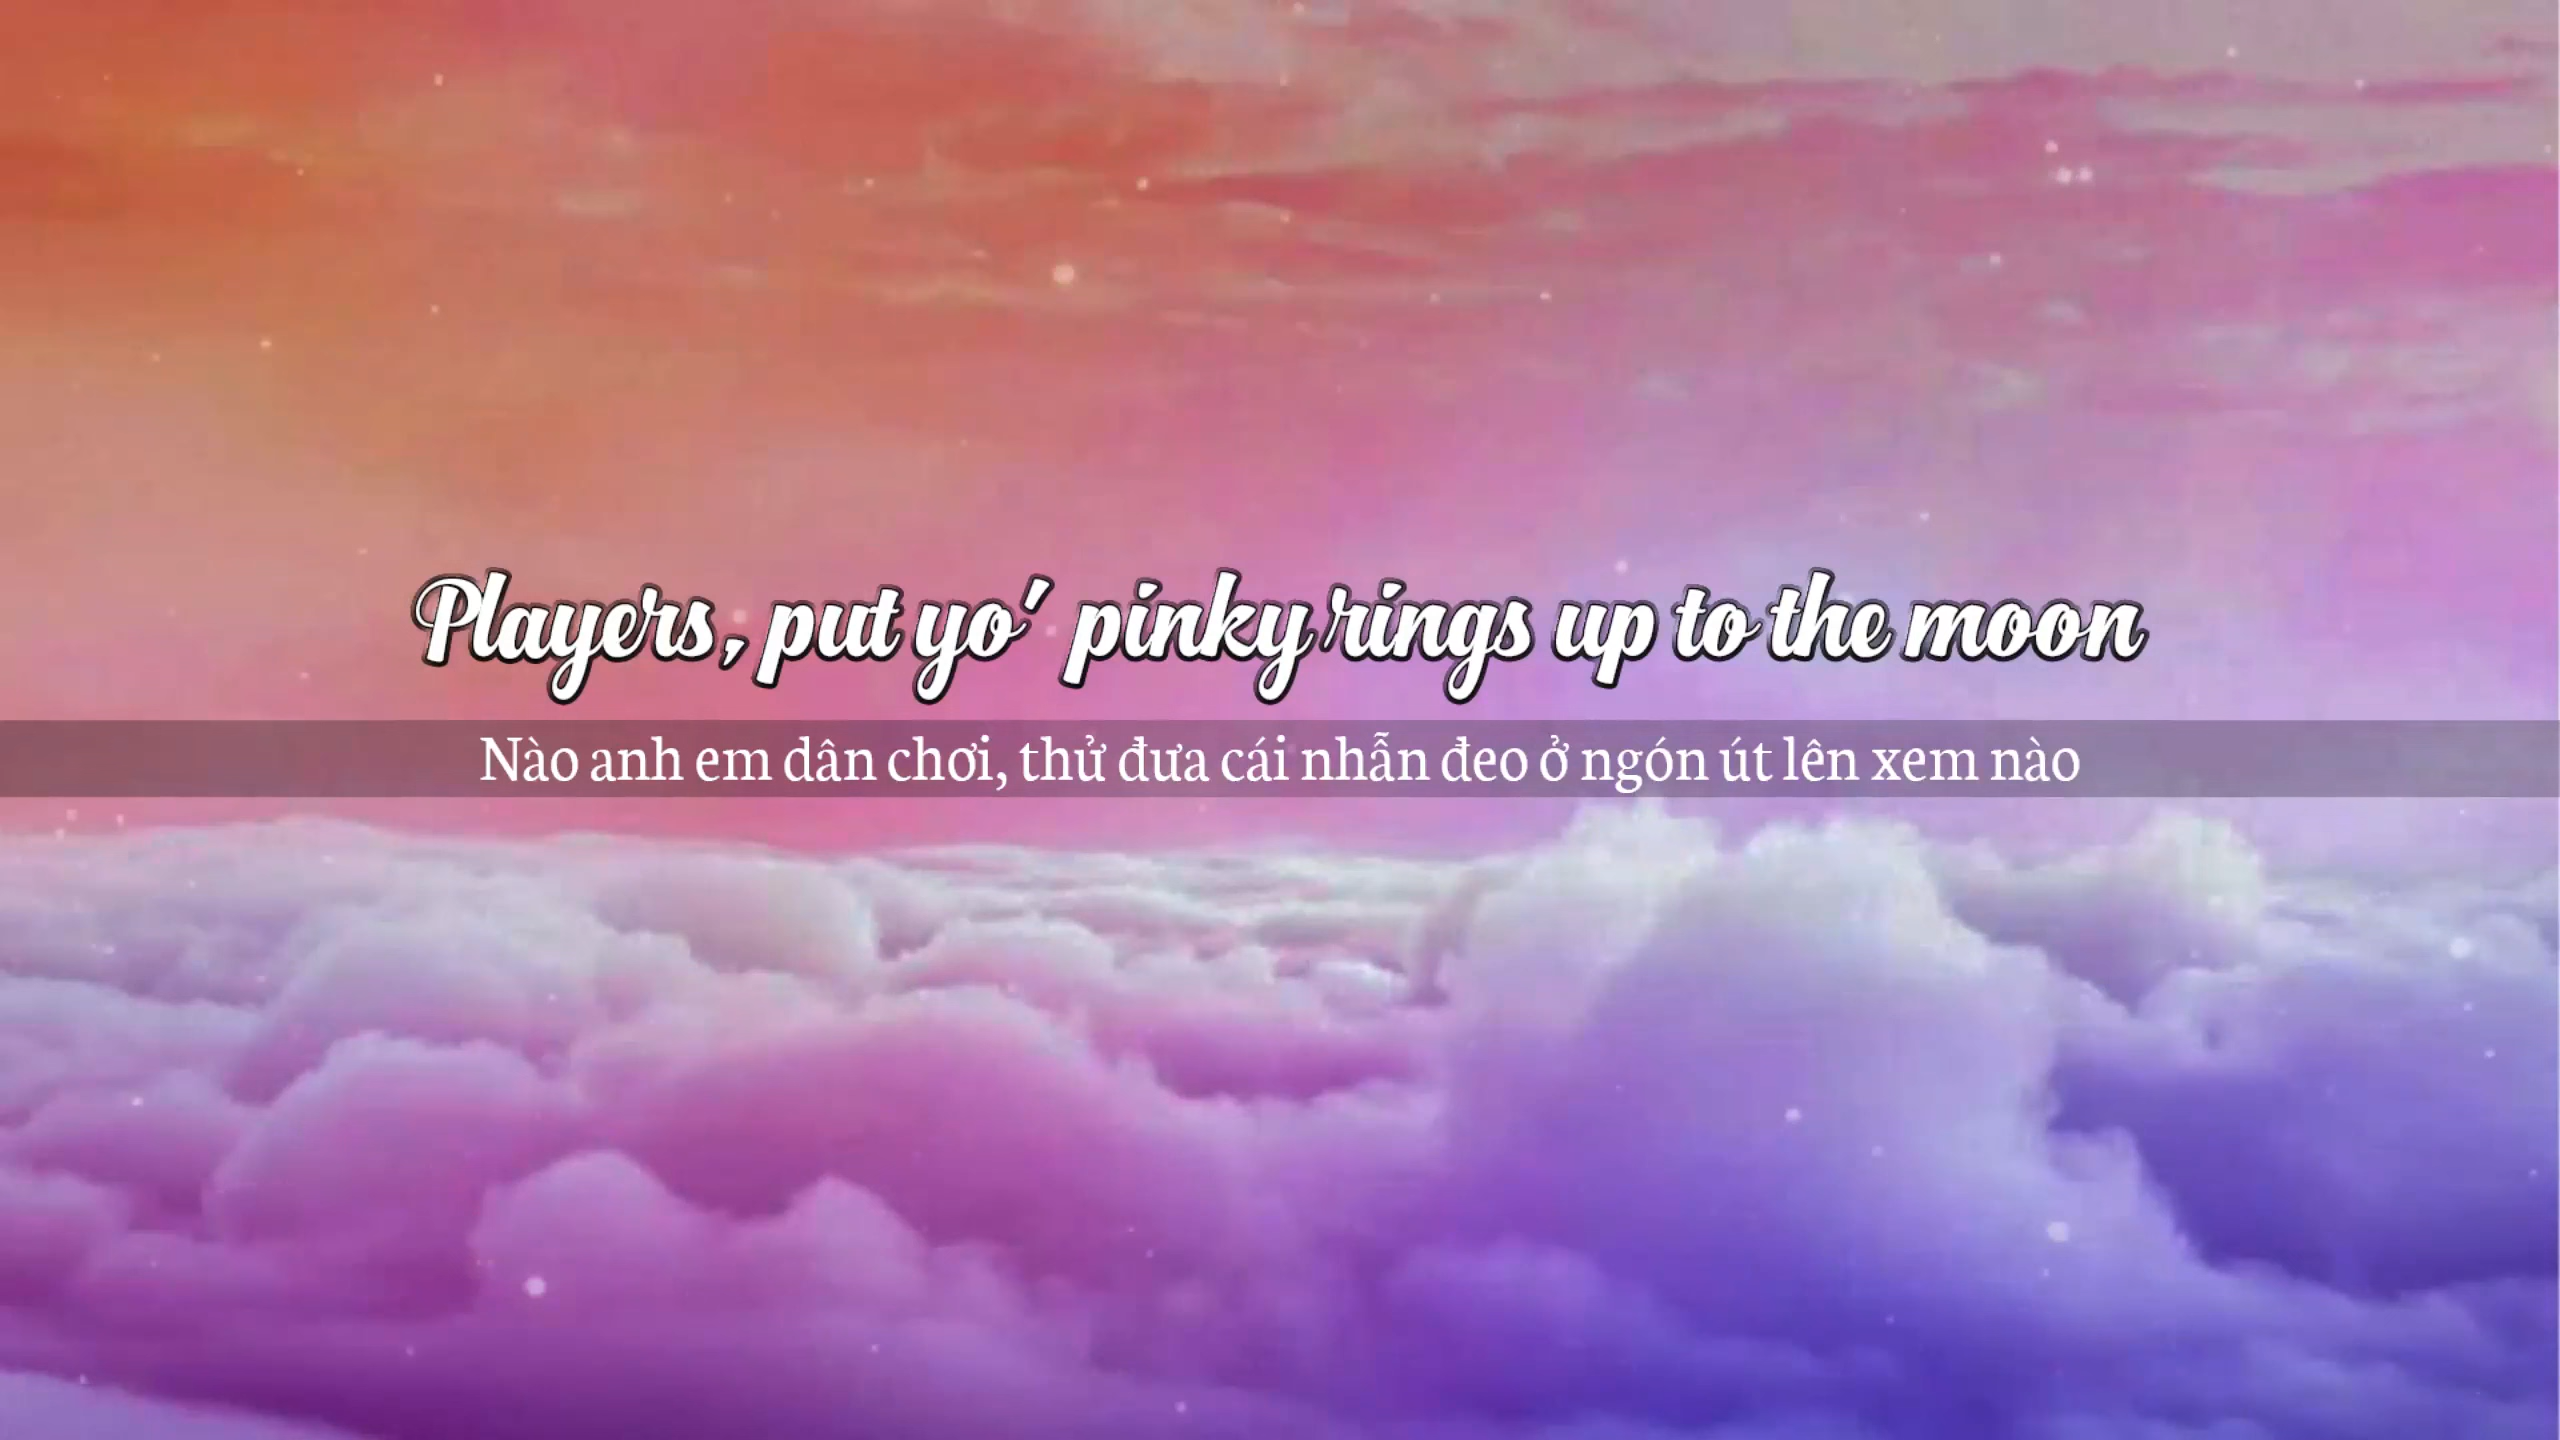 Players, put yo' pinky rings up to the moon
Nào anh em dân chơi, thử đưa cái nhẫn đeo ở ngón út lên xem nào